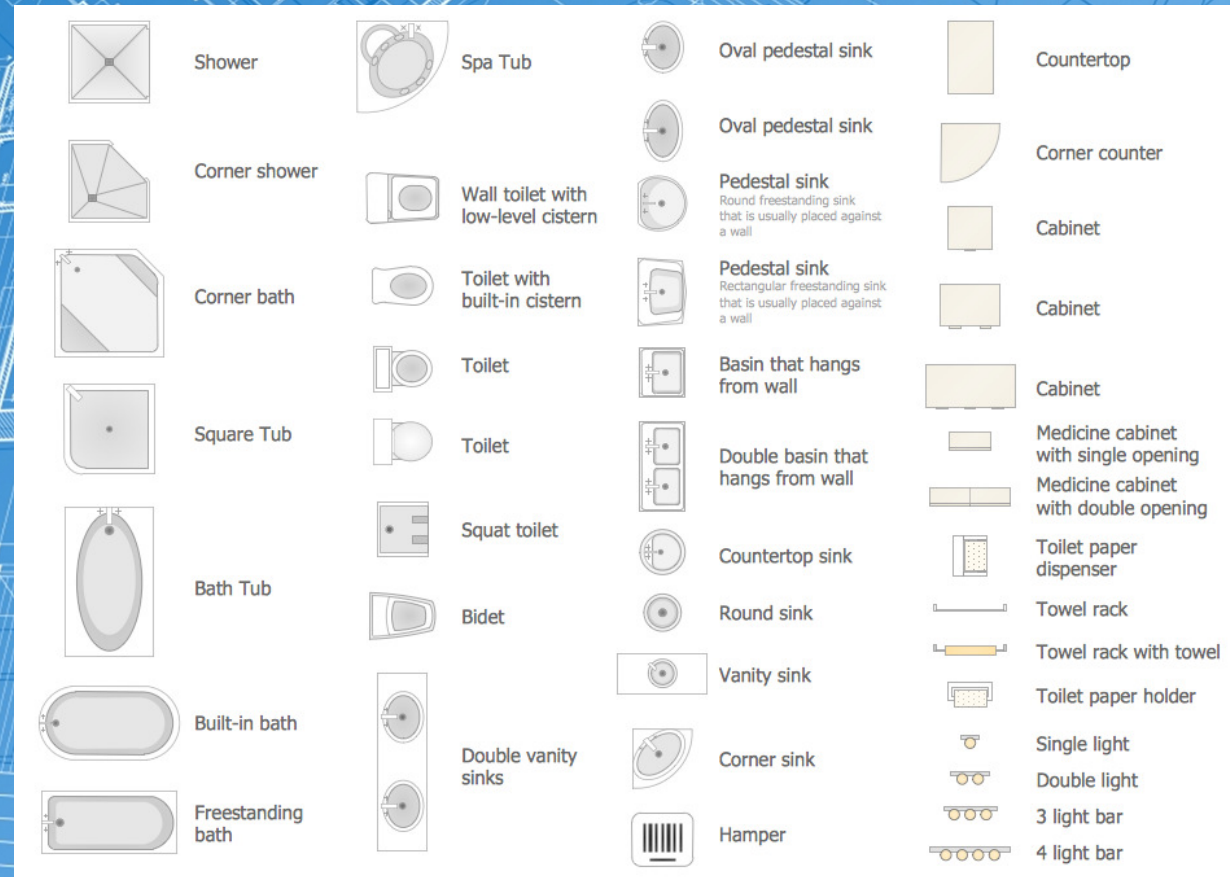 Shower
Corner shower
Corner bath
Square Tub
Bath Tub
Built-in bath
Freestanding
bath
Spa Tub
Wall toilet with
low-level cistern
Toilet with
built-in cistern
Toilet
Toilet
Squat toilet
Bidet
Double vanity
sinks
Oval pedestal sink
Oval pedestal sink
Pedestal sink
Round freestanding sink
that is usually placed against
a wall
Pedestal sink
Rectangular freestanding sink
that is usually placed against
a wall
Basin that hangs
from wall
Double basin that
hangs from wall
Countertop sink
Round sink
Vanity sink
Corner sink
Hamper
Countertop
Corner counter
Cabinet
Cabinet
Cabinet
Medicine cabinet
with single opening
Medicine cabinet
with double opening
Toilet paper
dispenser
Towel rack
Towel rack with towel
Toilet paper holder
Single light
Double light
3 light bar
4 light bar